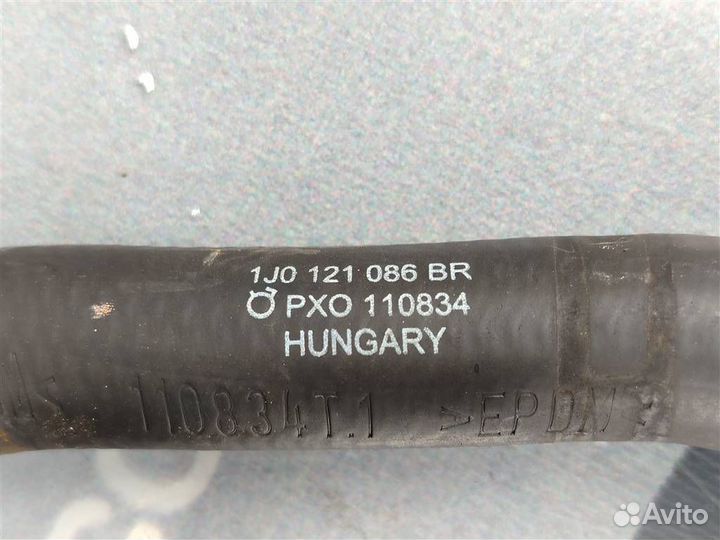 1J0 121 086 BR
PXO 110834
HUNGARY
110834T.1 >EPDM
Avito